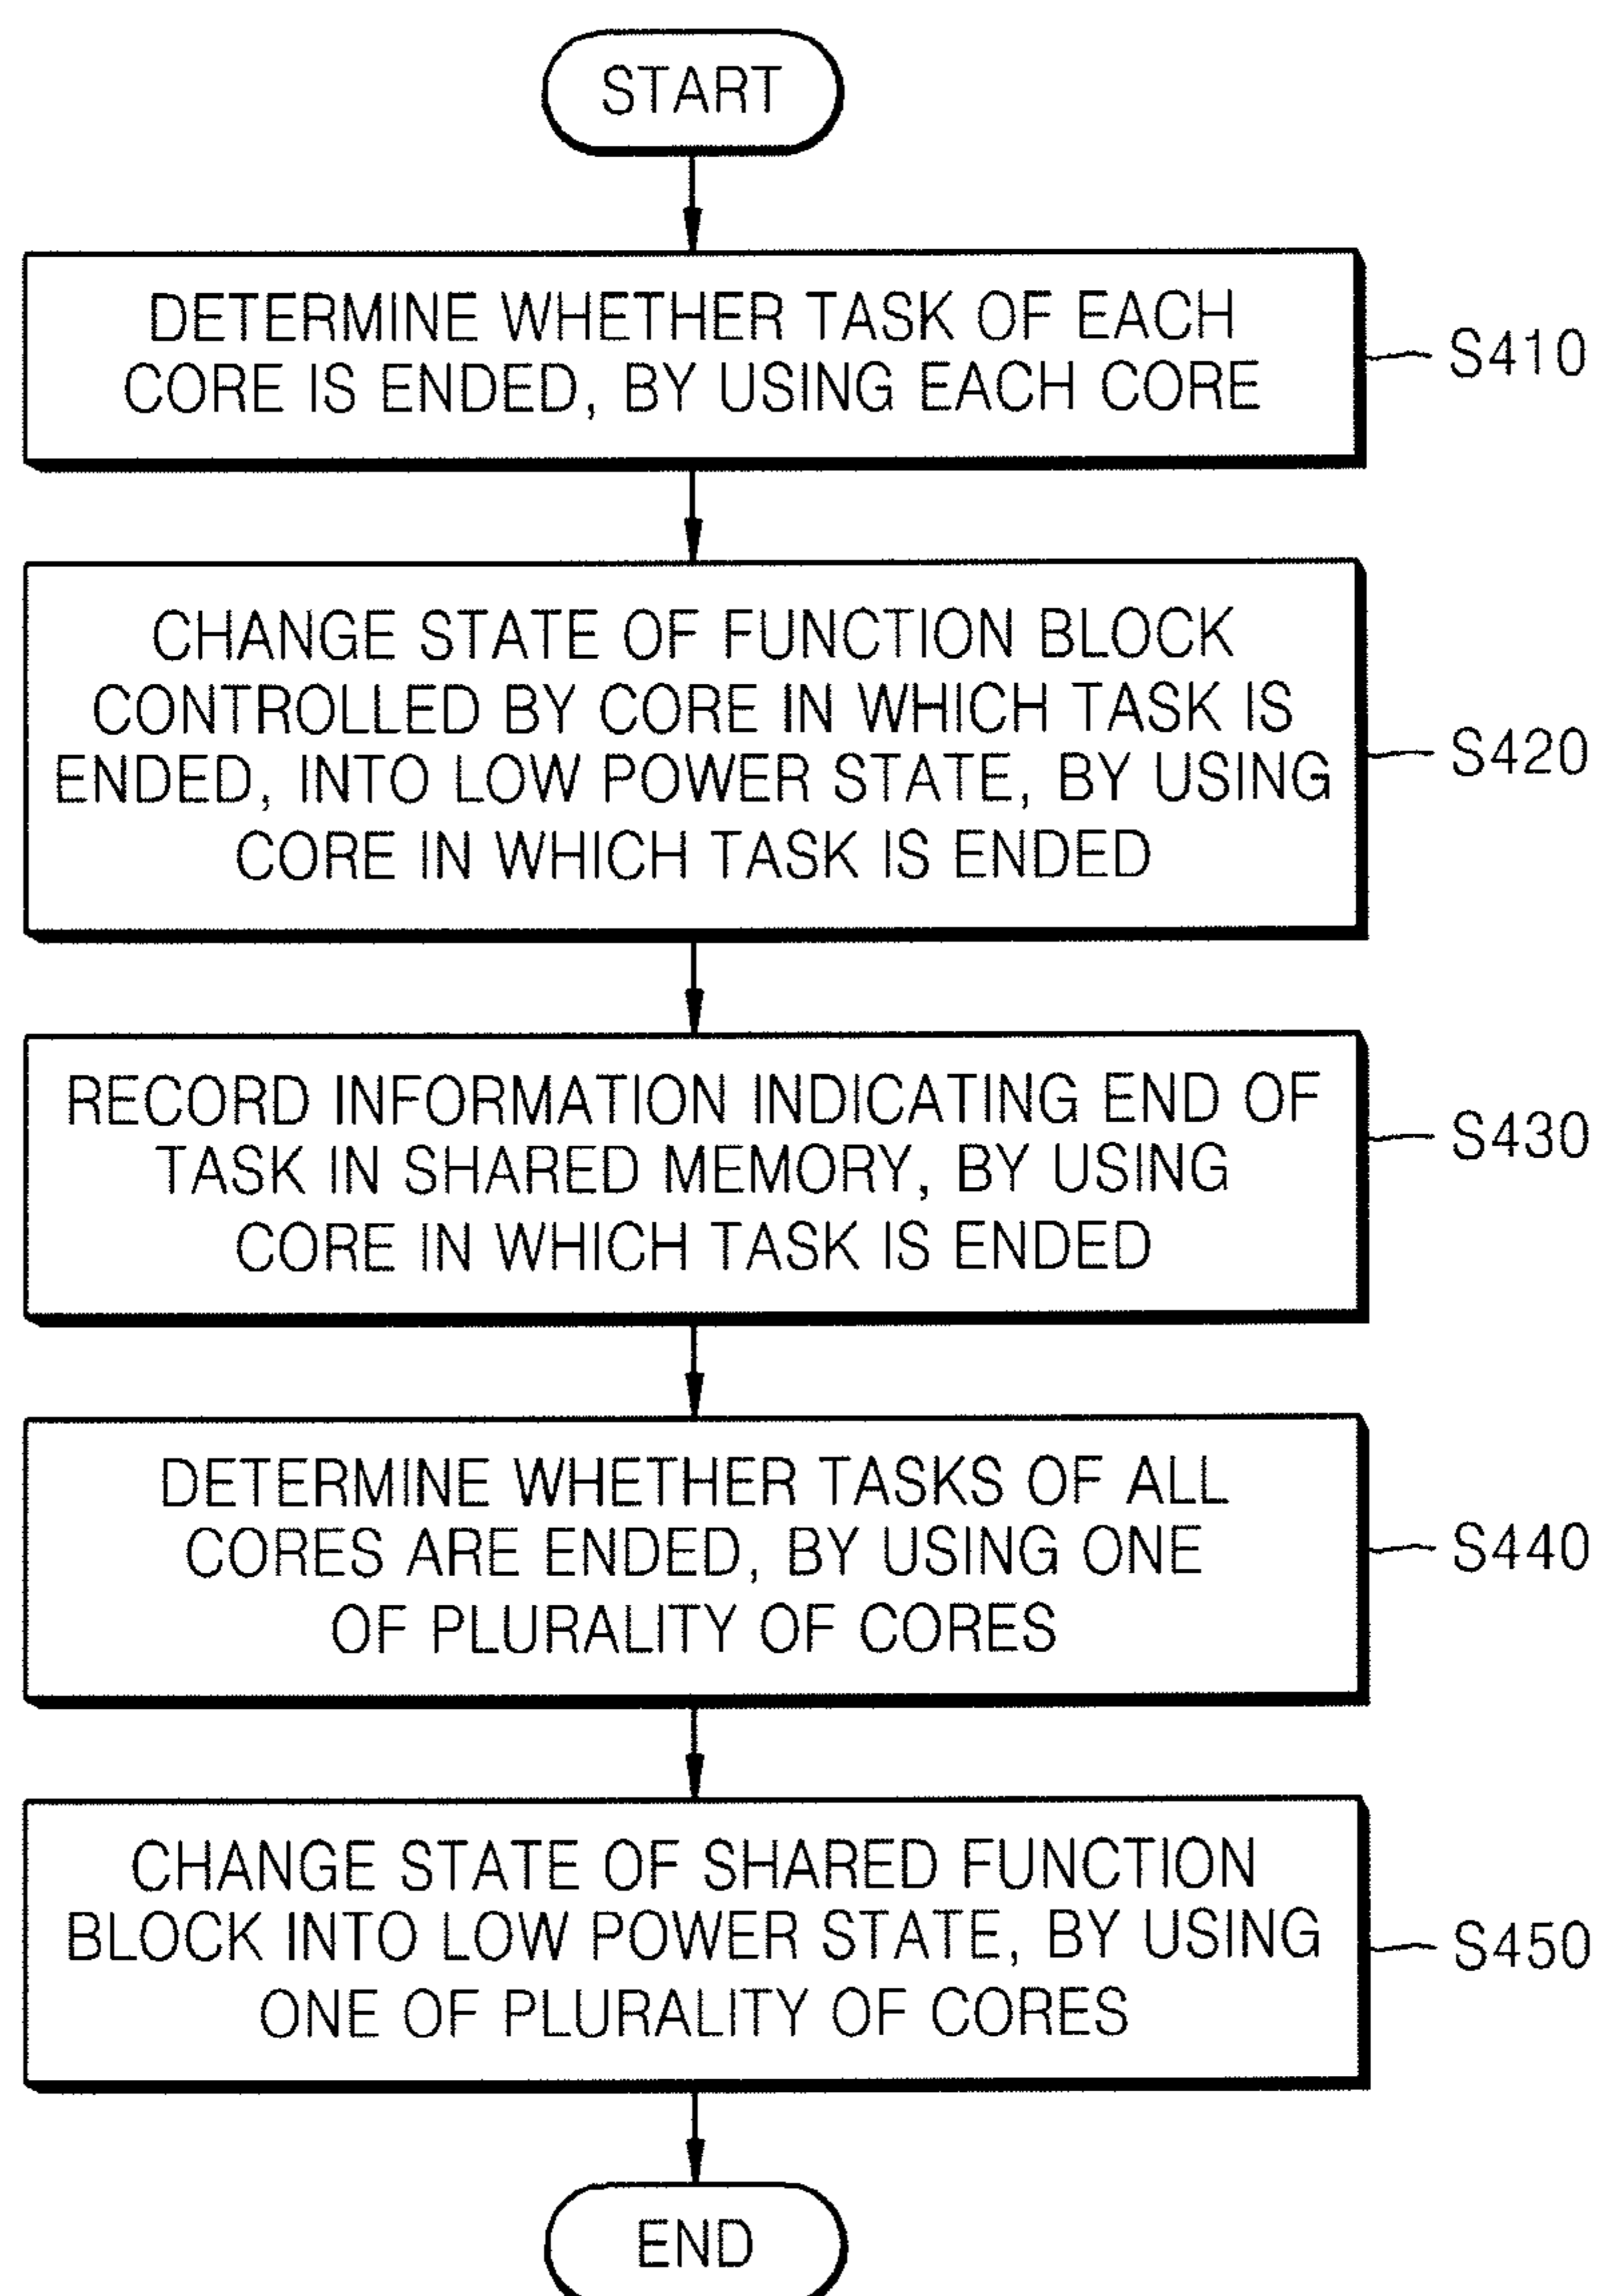 START
DETERMINE WHETHER TASK OF EACH
CORE IS ENDED, BY USING EACH CORE
S410
CHANGE STATE OF FUNCTION BLOCK
CONTROLLED BY CORE IN WHICH TASK IS
ENDED, INTO LOW POWER STATE, BY USING
CORE IN WHICH TASK IS ENDED
S420
RECORD INFORMATION INDICATING END OF
TASK IN SHARED MEMORY, BY USING
CORE IN WHICH TASK IS ENDED
S430
DETERMINE WHETHER TASKS OF ALL
CORES ARE ENDED, BY USING ONE
OF PLURALITY OF CORES
S440
CHANGE STATE OF SHARED FUNCTION
BLOCK INTO LOW POWER STATE, BY USING
ONE OF PLURALITY OF CORES
S450
END